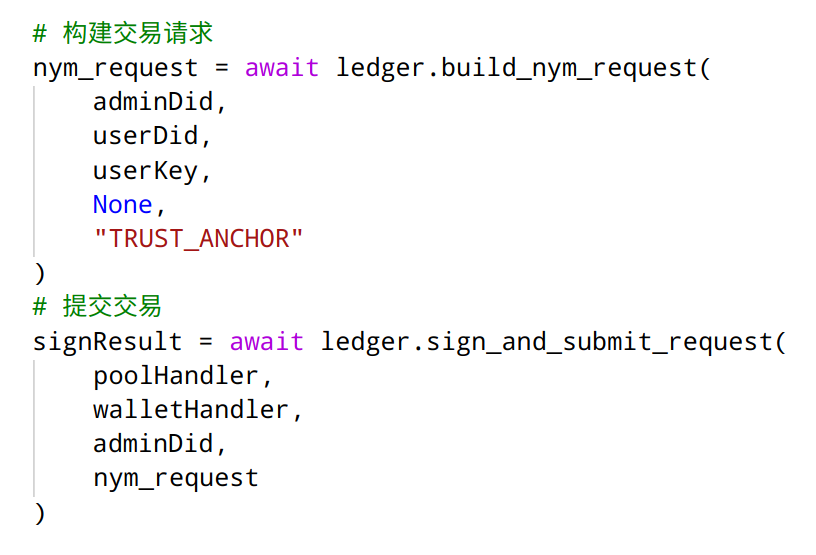 # 构建交易请求
nym_request = await ledger.build_nym_request(
    adminDid,
    userDid,
    userKey,
    None,
    "TRUST_ANCHOR"
)
# 提交交易
signResult = await ledger.sign_and_submit_request(
    poolHandler,
    walletHandler,
    adminDid,
    nym_request
)